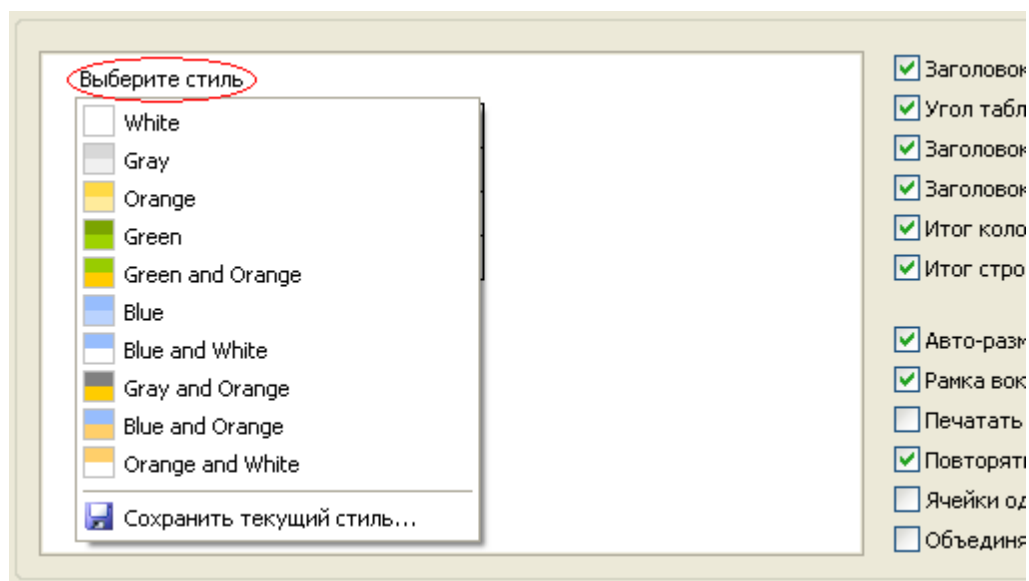 Выберите стиль
White
Gray
Orange
Green
Green and Orange
Blue
Blue and White
Gray and Orange
Blue and Orange
Orange and White
Сохранить текущий стиль...
Заголовок
Угол табл
Заголовок
Заголовок
Итог коло
Итог стро
Авто-разм
Рамка вок
Печатать
Повторять
Ячейки од
Объединя